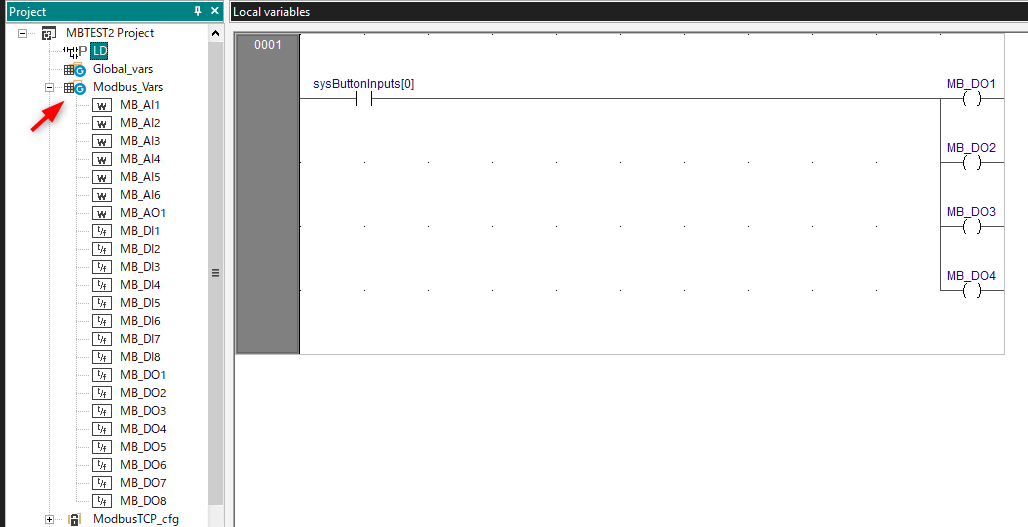 Project
MBTEST2 Project
LD
Global_vars
Modbus_Vars
MB_AI1
MB_AI2
MB_AI3
MB_AI4
MB_AI5
MB_AI6
MB_AO1
MB_DI1
MB_DI2
MB_DI3
MB_DI4
MB_DI5
MB_DI6
MB_DI7
MB_DI8
MB_DO1
MB_DO2
MB_DO3
MB_DO4
MB_DO5
MB_DO6
MB_DO7
MB_DO8
ModbusTCP_cfg
Local variables
0001
sysButtonInputs[0]
MB_DO1
MB_DO2
MB_DO3
MB_DO4